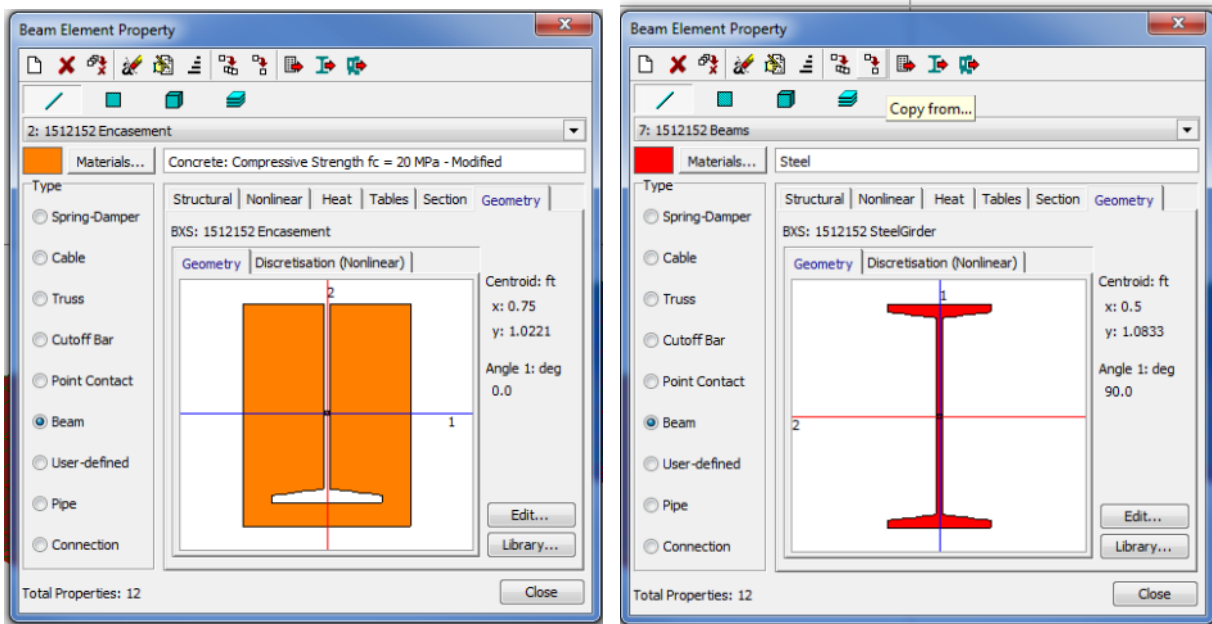 Beam Element Property
2: 1512152 Encasement
Materials...
Concrete: Compressive Strength fc = 20 MPa - Modified
Type
Spring-Damper
Cable
Truss
Cutoff Bar
Point Contact
Beam
User-defined
Pipe
Connection
Structural
Nonlinear
Heat
Tables
Section
Geometry
BXS: 1512152 Encasement
Geometry
Discretisation (Nonlinear)
2
1
Centroid: ft
x: 0.75
y: 1.0221
Angle 1: deg
0.0
Edit...
Library...
Total Properties: 12
Close
Beam Element Property
Copy from...
7: 1512152 Beams
Materials...
Steel
Type
Spring-Damper
Cable
Truss
Cutoff Bar
Point Contact
Beam
User-defined
Pipe
Connection
Structural
Nonlinear
Heat
Tables
Section
Geometry
BXS: 1512152 SteelGirder
Geometry
Discretisation (Nonlinear)
1
2
Centroid: ft
x: 0.5
y: 1.0833
Angle 1: deg
90.0
Edit...
Library...
Total Properties: 12
Close